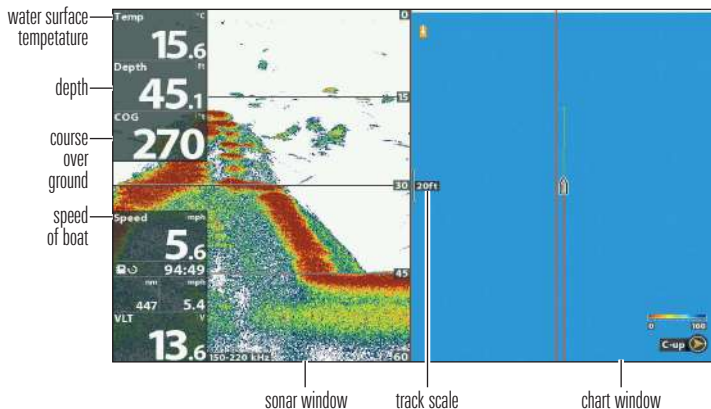 water surface
tempetature
depth
course
over
ground
speed
of boat
Temp °C
15.6
Depth ft
45.1
COG
270
Speed mph
5.6
94:49
nm mph
447 5.4
VLT V
13.6
150-220 kHz
0
15
30
45
60
20ft
0 100
C-up
sonar window
track scale
chart window